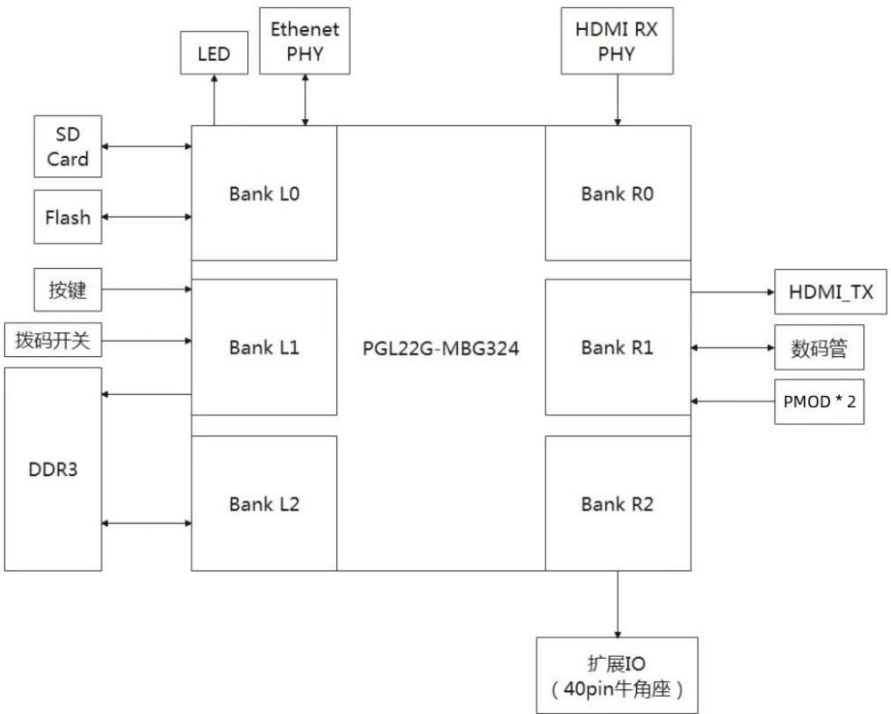 Ethenet
PHY
HDMI RX
PHY
LED
SD
Card
Bank L0
Bank R0
Flash
按键
HDMI_TX
拨码开关
Bank L1
PGL22G-MBG324
Bank R1
数码管
PMOD * 2
DDR3
Bank L2
Bank R2
扩展IO
（40pin牛角座）